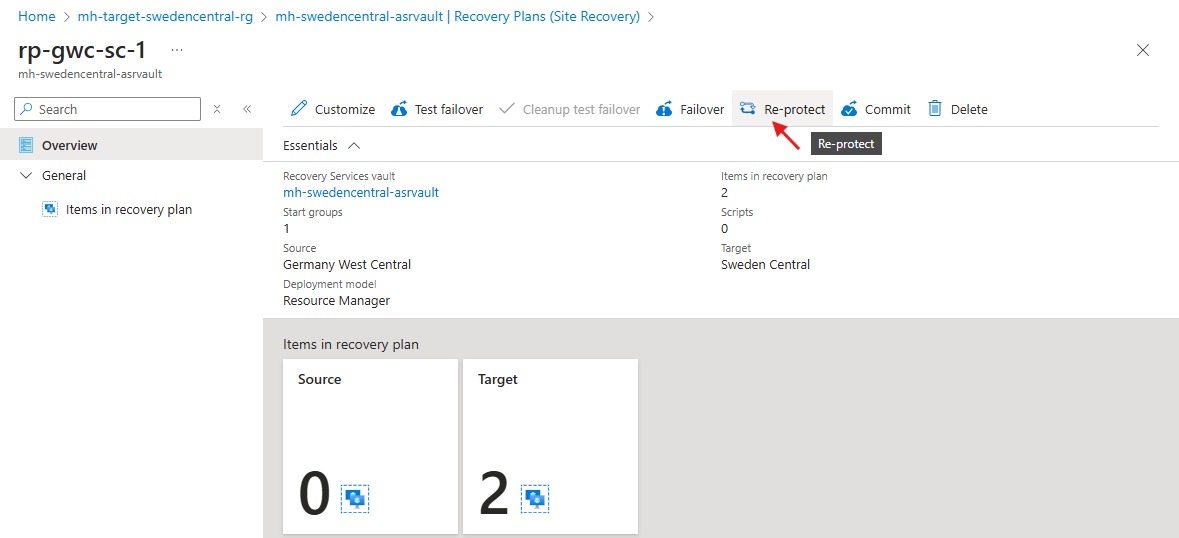 Home > mh-target-swedencentral-rg > mh-swedencentral-asrvault | Recovery Plans (Site Recovery) >
rp-gwc-sc-1 ...
mh-swedencentral-asrvault
Search
Customize Test failover Cleanup test failover Failover Re-protect Commit Delete
Re-protect
Overview
General
Items in recovery plan
Essentials
Recovery Services vault
mh-swedencentral-asrvault
Start groups
1
Source
Germany West Central
Deployment model
Resource Manager
Items in recovery plan
2
Scripts
0
Target
Sweden Central
Items in recovery plan
Source
0
Target
2